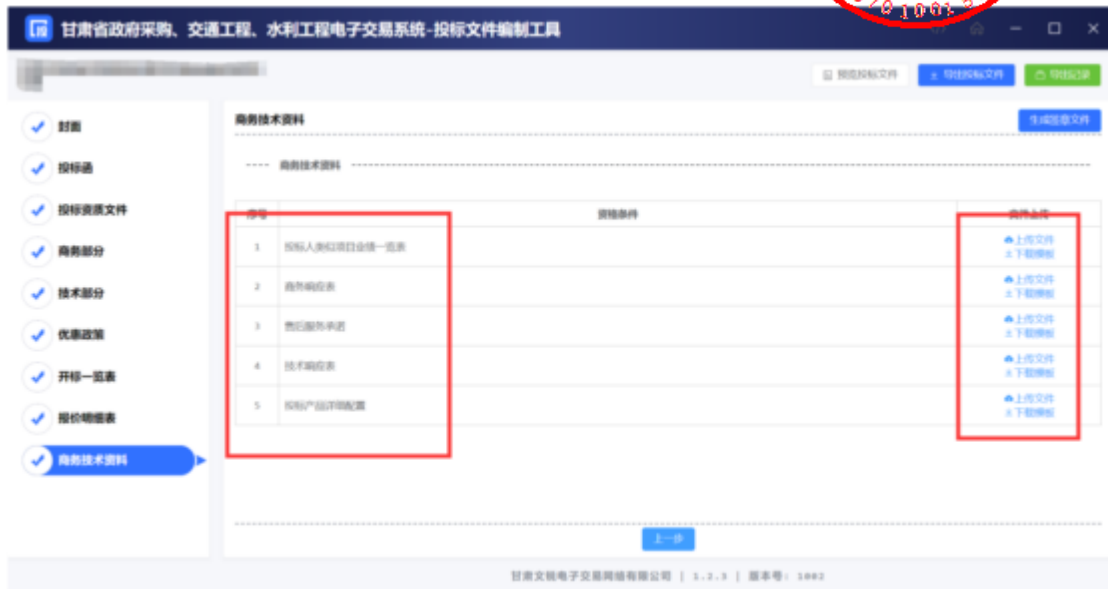 甘肃省政府采购、交通工程、水利工程电子交易系统-投标文件编制工具
预览投标文件
导出投标文件
导出记录
封面
投标函
投标资质文件
商务部分
技术部分
优惠政策
开标一览表
报价明细表
商务技术资料
商务技术资料
生成签章文件
商务技术资料
序号 资格条件 文件上传
1 投标人类似项目业绩一览表 上传文件
下载模板
2 商务响应表 上传文件
下载模板
3 售后服务承诺 上传文件
下载模板
4 技术响应表 上传文件
下载模板
5 投标产品详细配置 上传文件
下载模板
上一步
甘肃文锐电子交易网络有限公司 | 1.2.3 | 版本号: 1002